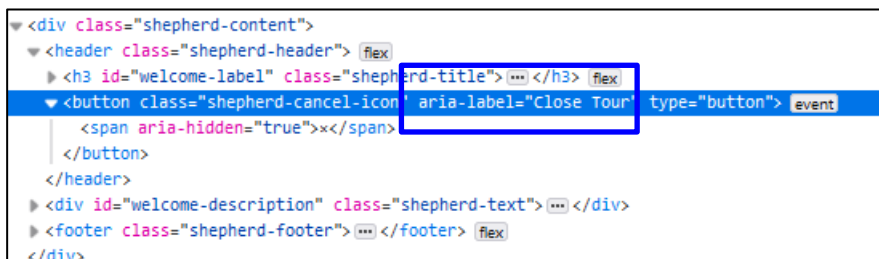 <div class="shepherd-content">
<header class="shepherd-header"> flex
<h3 id="welcome-label" class="shepherd-title"> … </h3> flex
<button class="shepherd-cancel-icon" aria-label="Close Tour" type="button"> event
<span aria-hidden="true">×</span>
</button>
</header>
<div id="welcome-description" class="shepherd-text"> … </div>
<footer class="shepherd-footer"> … </footer> flex
</div>